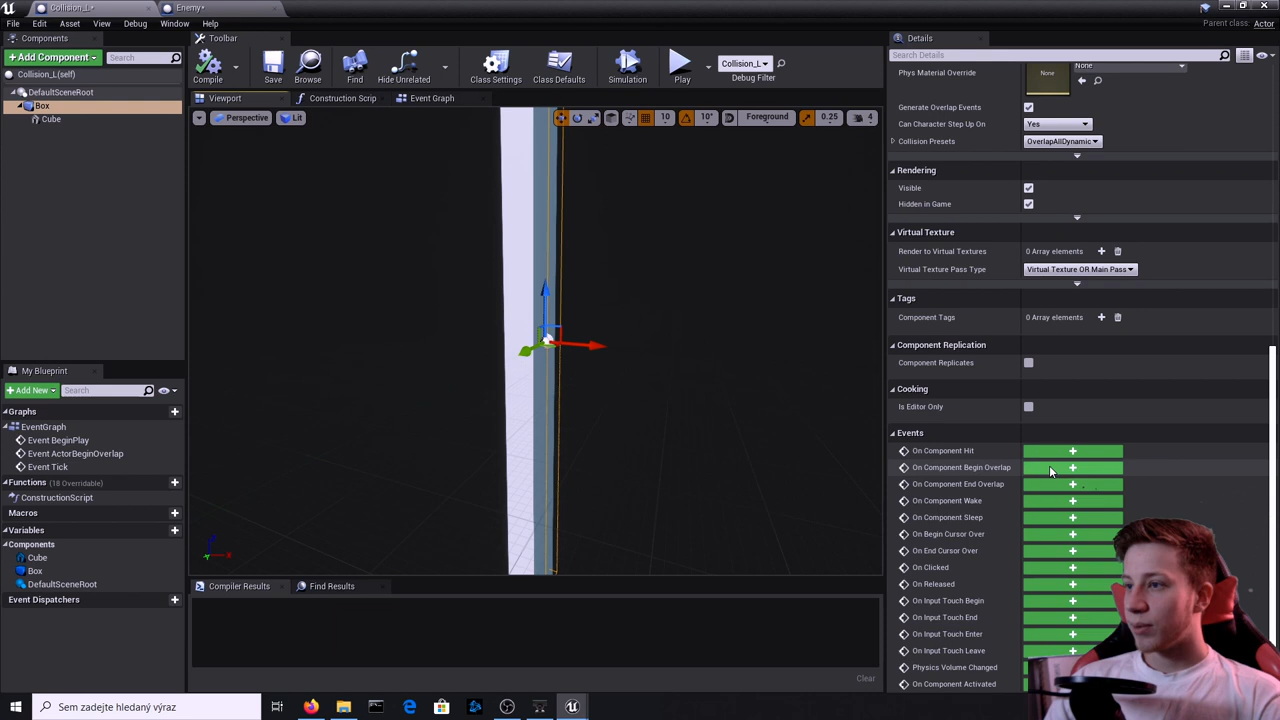 Collision_L*
Enemy*
File Edit Asset View Debug Window Help
Parent class: Actor
Components
Toolbar
Details
+ Add Component
Search
Search Details
Collision_L(self)
DefaultSceneRoot
Box
Cube
Compile
Save
Browse
Find
Hide Unrelated
Class Settings
Class Defaults
Simulation
Play
Collision_L
Debug Filter
Viewport
Construction Scrip
Event Graph
Perspective
Lit
10
10°
Foreground
0.25
4
Phys Material Override
None
None
Generate Overlap Events
Can Character Step Up On
Yes
Collision Presets
OverlapAllDynamic
Rendering
Visible
Hidden in Game
Virtual Texture
Render to Virtual Textures
0 Array elements
Virtual Texture Pass Type
Virtual Texture OR Main Pass
Tags
Component Tags
0 Array elements
Component Replication
Component Replicates
Cooking
Is Editor Only
Events
On Component Hit
On Component Begin Overlap
On Component End Overlap
On Component Wake
On Component Sleep
On Begin Cursor Over
On End Cursor Over
On Clicked
On Released
On Input Touch Begin
On Input Touch End
On Input Touch Enter
On Input Touch Leave
Physics Volume Changed
On Component Activated
My Blueprint
+ Add New
Search
Graphs
EventGraph
Event BeginPlay
Event ActorBeginOverlap
Event Tick
Functions (18 Overridable)
ConstructionScript
Macros
Variables
Components
Cube
Box
DefaultSceneRoot
Event Dispatchers
Compiler Results
Find Results
Clear
Sem zadejte hledaný výraz